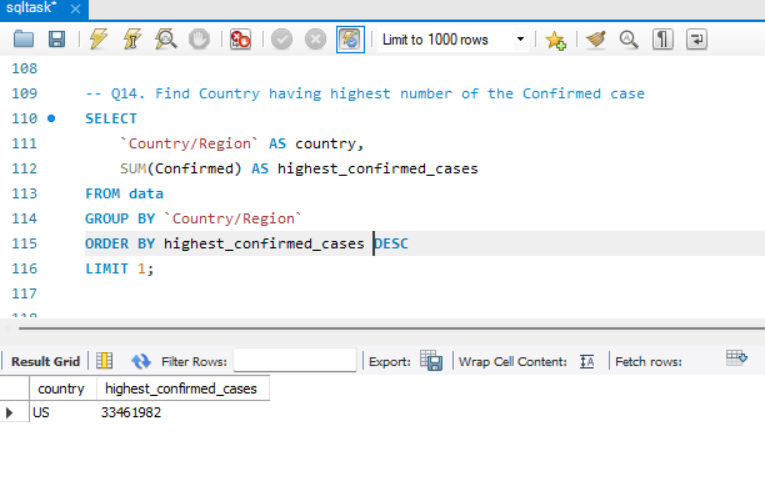 sqltask*
Limit to 1000 rows
108
109 -- Q14. Find Country having highest number of the Confirmed case
110 SELECT
111 `Country/Region` AS country,
112 SUM(Confirmed) AS highest_confirmed_cases
113 FROM data
114 GROUP BY `Country/Region`
115 ORDER BY highest_confirmed_cases DESC
116 LIMIT 1;
117
118
Result Grid Filter Rows: Export: Wrap Cell Content: Fetch rows:
country highest_confirmed_cases
US 33461982